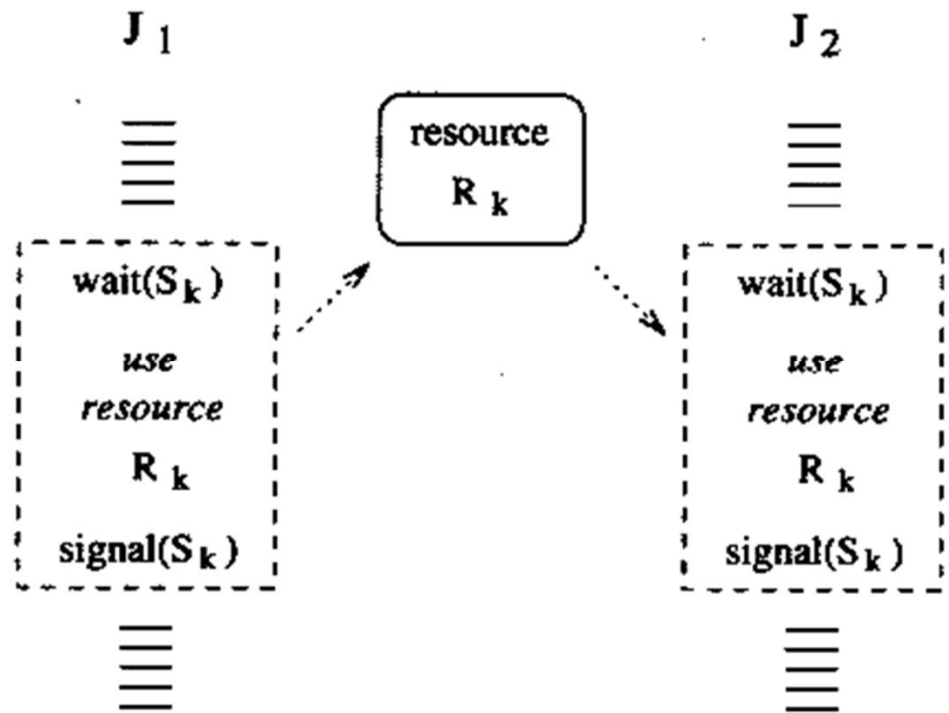 J 1
J 2
resource
R k
wait(S k)
use
resource
R k
signal(S k)
wait(S k)
use
resource
R k
signal(S k)